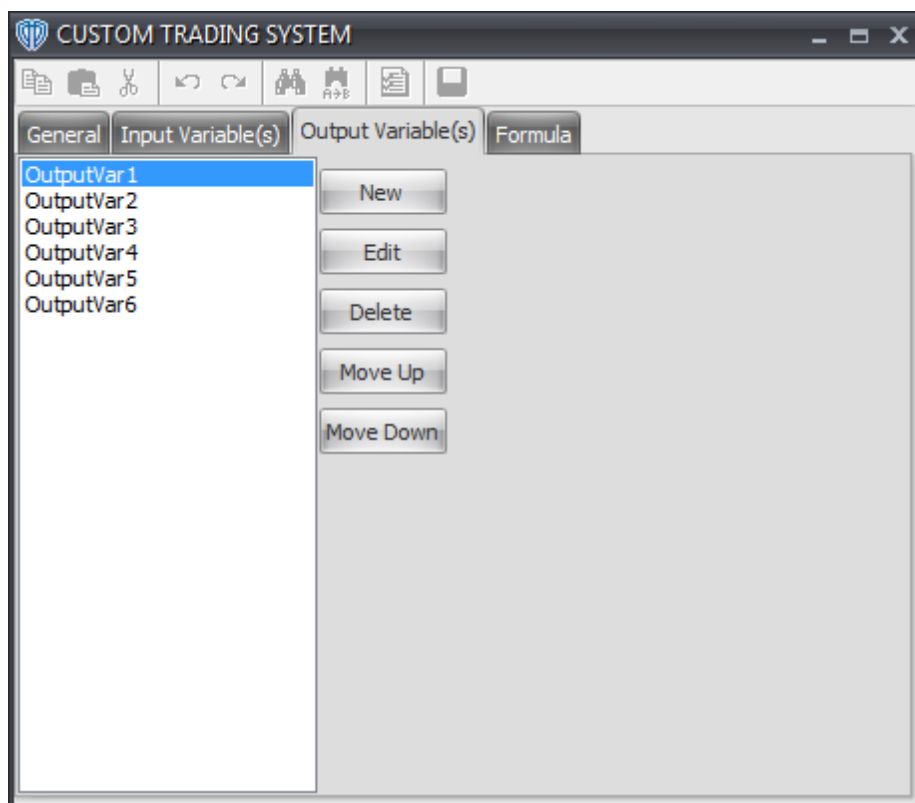 CUSTOM TRADING SYSTEM
A→B
General Input Variable(s) Output Variable(s) Formula
OutputVar1
OutputVar2
OutputVar3
OutputVar4
OutputVar5
OutputVar6
New
Edit
Delete
Move Up
Move Down